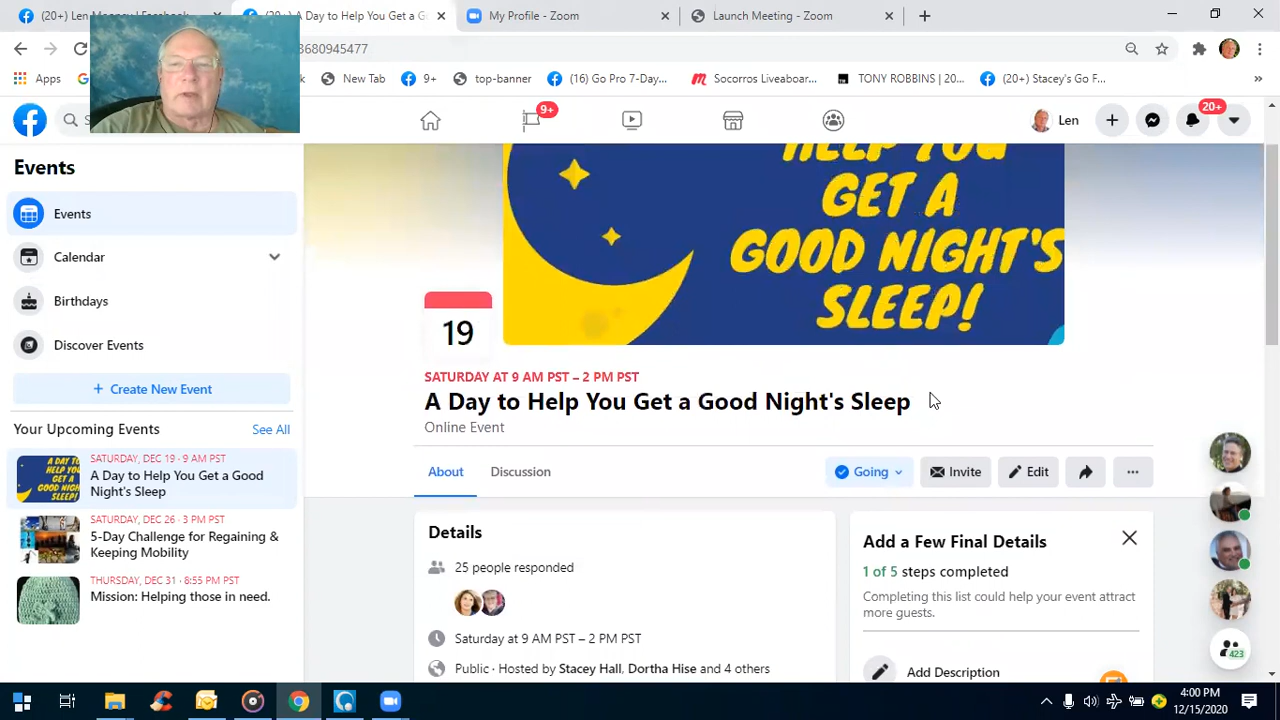 A Day to Help You Get a G
My Profile - Zoom
Launch Meeting - Zoom
3680945477
Apps
New Tab
9+
top-banner
(16) Go Pro 7-Day...
Socorros Liveaboar...
TONY ROBBINS | 20...
(20+) Stacey's Go F...
»
9+
Len
20+
Events
Events
Calendar
Birthdays
Discover Events
+ Create New Event
Your Upcoming Events
See All
SATURDAY, DEC 19 · 9 AM PST
A Day to Help You Get a Good
Night's Sleep
SATURDAY, DEC 26 · 3 PM PST
5-Day Challenge for Regaining &
Keeping Mobility
THURSDAY, DEC 31 · 8:55 PM PST
Mission: Helping those in need.
HELP YOU
GET A
GOOD NIGHT'S
SLEEP!
19
SATURDAY AT 9 AM PST – 2 PM PST
A Day to Help You Get a Good Night's Sleep
Online Event
About
Discussion
Going
Invite
Edit
Details
25 people responded
Saturday at 9 AM PST – 2 PM PST
Public · Hosted by Stacey Hall, Dortha Hise and 4 others
Add a Few Final Details
1 of 5 steps completed
Completing this list could help your event attract
more guests.
Add Description
423
4:00 PM
12/15/2020